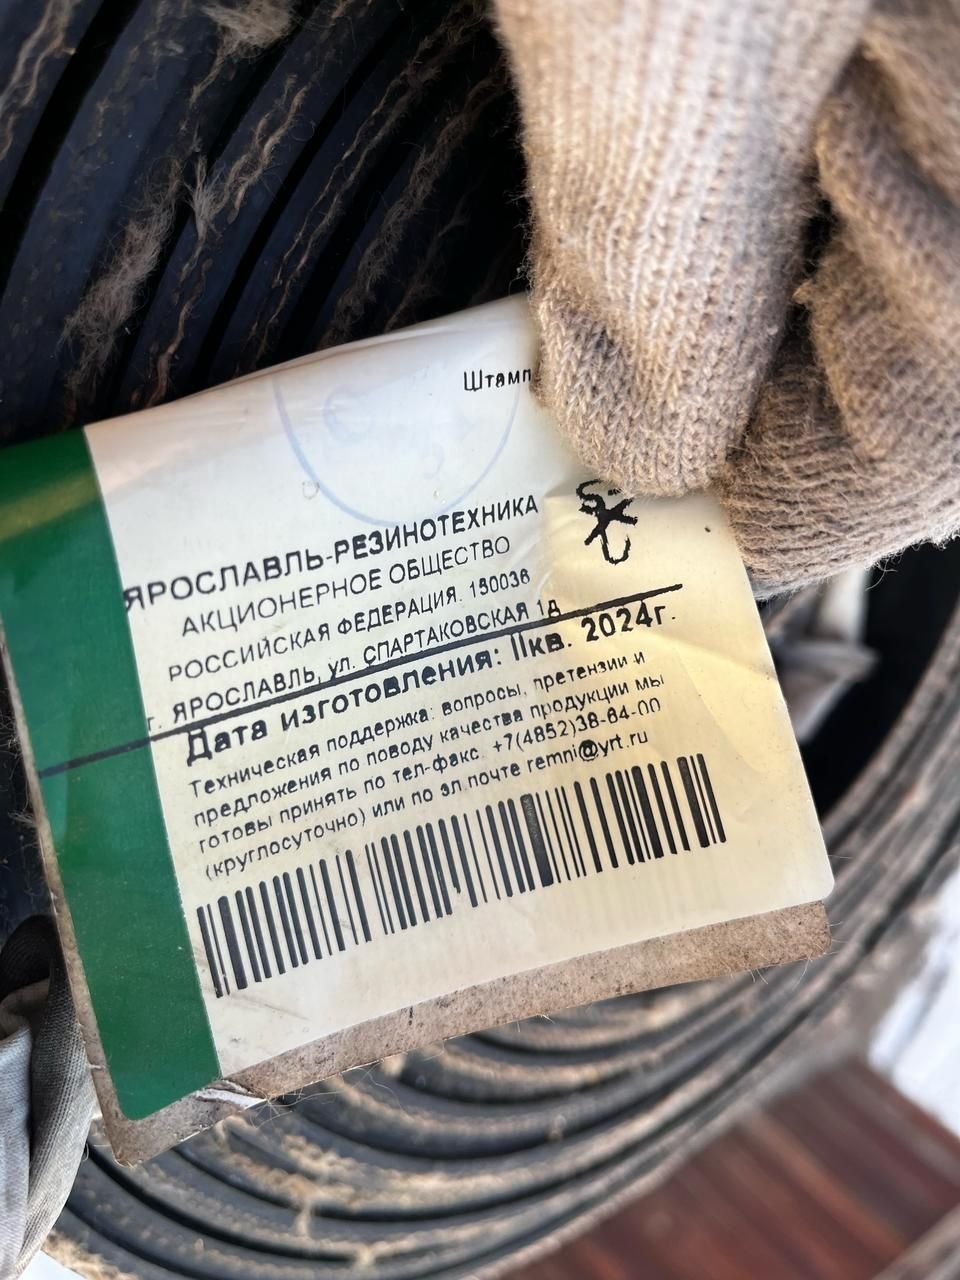 Штамп
ЯРОСЛАВЛЬ-РЕЗИНОТЕХНИКА
АКЦИОНЕРНОЕ ОБЩЕСТВО
РОССИЙСКАЯ ФЕДЕРАЦИЯ. 150036
г. ЯРОСЛАВЛЬ, ул. СПАРТАКОВСКАЯ 1д
Дата изготовления: IIкв. 2024г.
Техническая поддержка: вопросы, претензии и
предложения по поводу качества продукции мы
готовы принять по тел-факс. +7(4852)38-64-00
(круглосуточно) или по эл.почте remni@yrt.ru